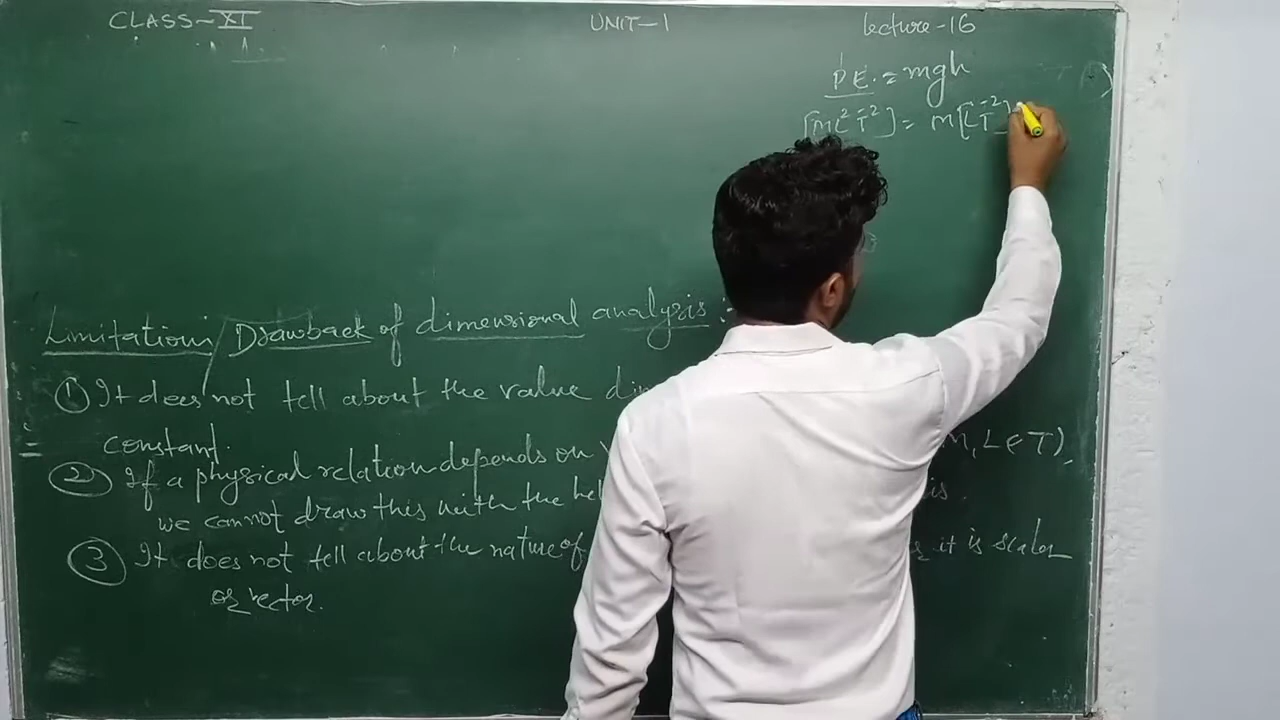 CLASS-XI UNIT-1 Lecture-16
P.E. = mgh
[ML²T⁻²] = M[LT⁻²]
Limitation / Drawback of dimensional analysis :
① It does not tell about the value
constant.
② If a physical relation depends on M, L & T),
we cannot draw this with the
③ It does not tell about the nature of it is scalar
or vector.